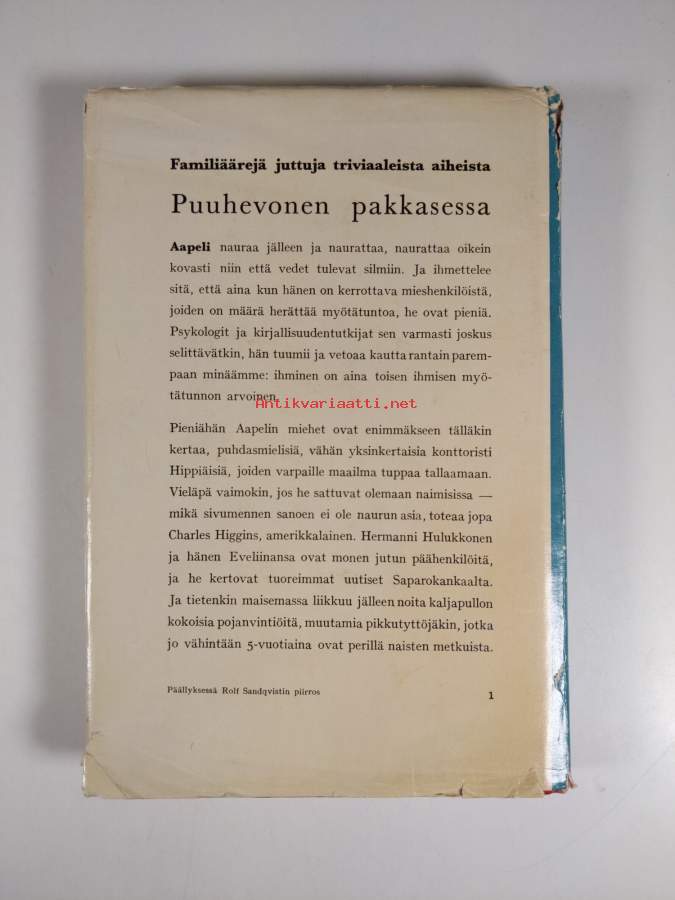 Familiäärejä juttuja triviaaleista aiheista
Puuhevonen pakkasessa
Aapeli nauraa jälleen ja naurattaa, naurattaa oikein
kovasti niin että vedet tulevat silmiin. Ja ihmettelee
sitä, että aina kun hänen on kerrottava mieshenkilöistä,
joiden on määrä herättää myötätuntoa, he ovat pieniä.
Psykologit ja kirjallisuudentutkijat sen varmasti joskus
selittävätkin, hän tuumii ja vetoaa kautta rantain parem-
paan minäämme: ihminen on aina toisen ihmisen myö-
tätunnon arvoinen.
Antikvariaatti.net
Pieniähän Aapelin miehet ovat enimmäkseen tälläkin
kertaa, puhdasmielisiä, vähän yksinkertaisia konttoristi
Hippiäisiä, joiden varpaille maailma tuppaa tallaamaan.
Vieläpä vaimokin, jos he sattuvat olemaan naimisissa —
mikä sivumennen sanoen ei ole naurun asia, toteaa jopa
Charles Higgins, amerikkalainen. Hermanni Hulukkonen
ja hänen Eveliinansa ovat monen jutun päähenkilöitä,
ja he kertovat tuoreimmat uutiset Saparokankaalta.
Ja tietenkin maisemassa liikkuu jälleen noita kaljapullon
kokoisia pojanvintiöitä, muutamia pikkutyttöjäkin, jotka
jo vähintään 5-vuotiaina ovat perillä naisten metkuista.
Päällyksessä Rolf Sandqvistin piirros
1